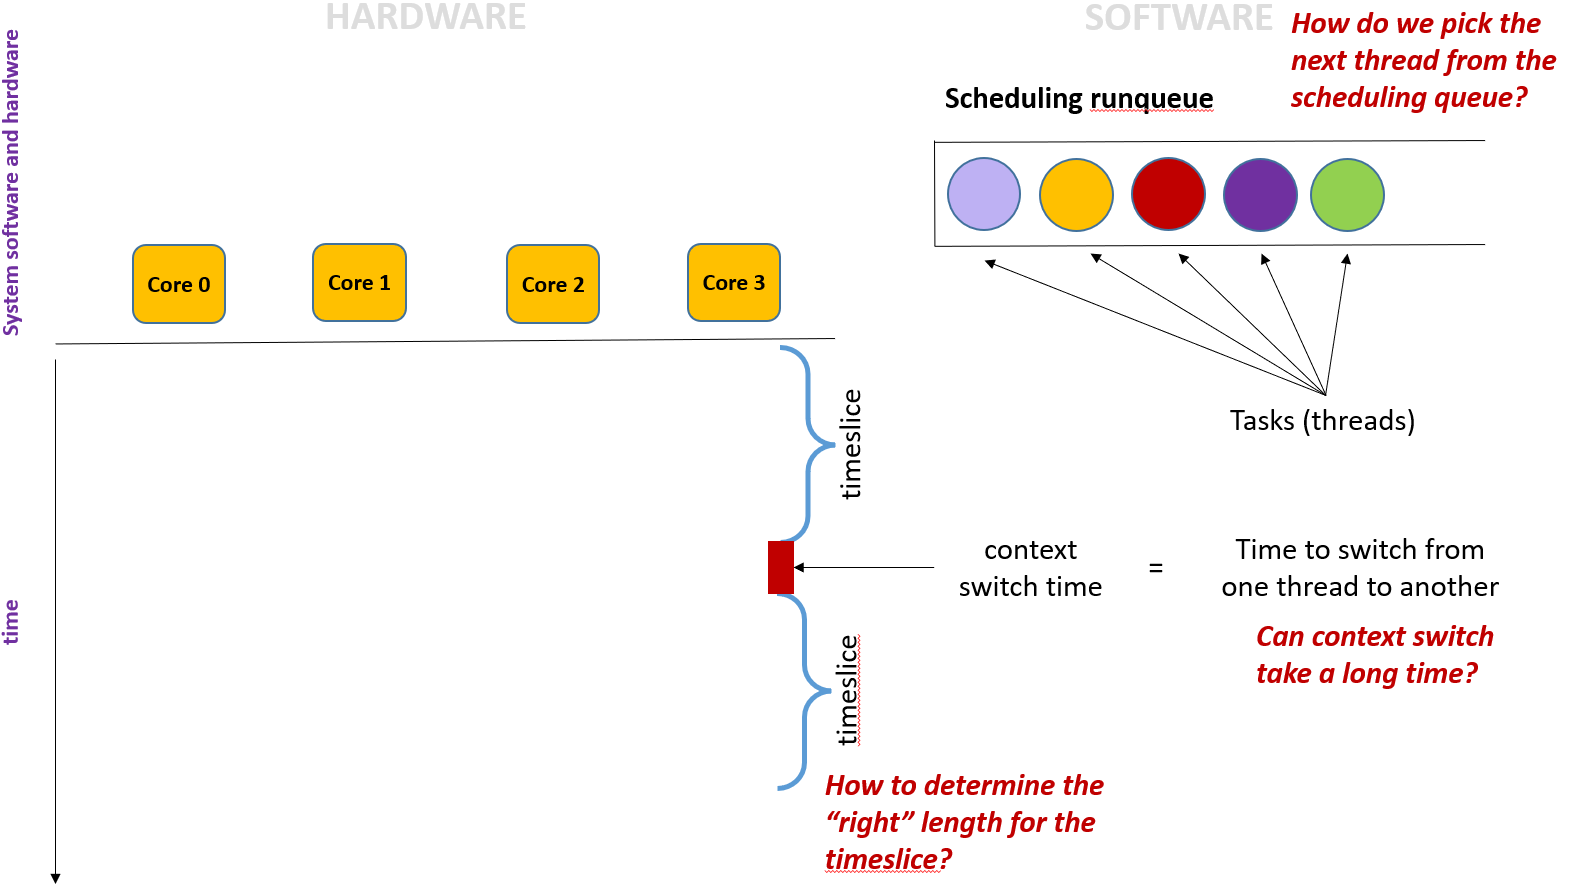 HARDWARE
SOFTWARE
How do we pick the
next thread from the
scheduling queue?
System software and hardware
Scheduling runqueue
Core 0
Core 1
Core 2
Core 3
timeslice
Tasks (threads)
context
switch time
=
Time to switch from
one thread to another
Can context switch
take a long time?
time
timeslice
How to determine the
“right” length for the
timeslice?